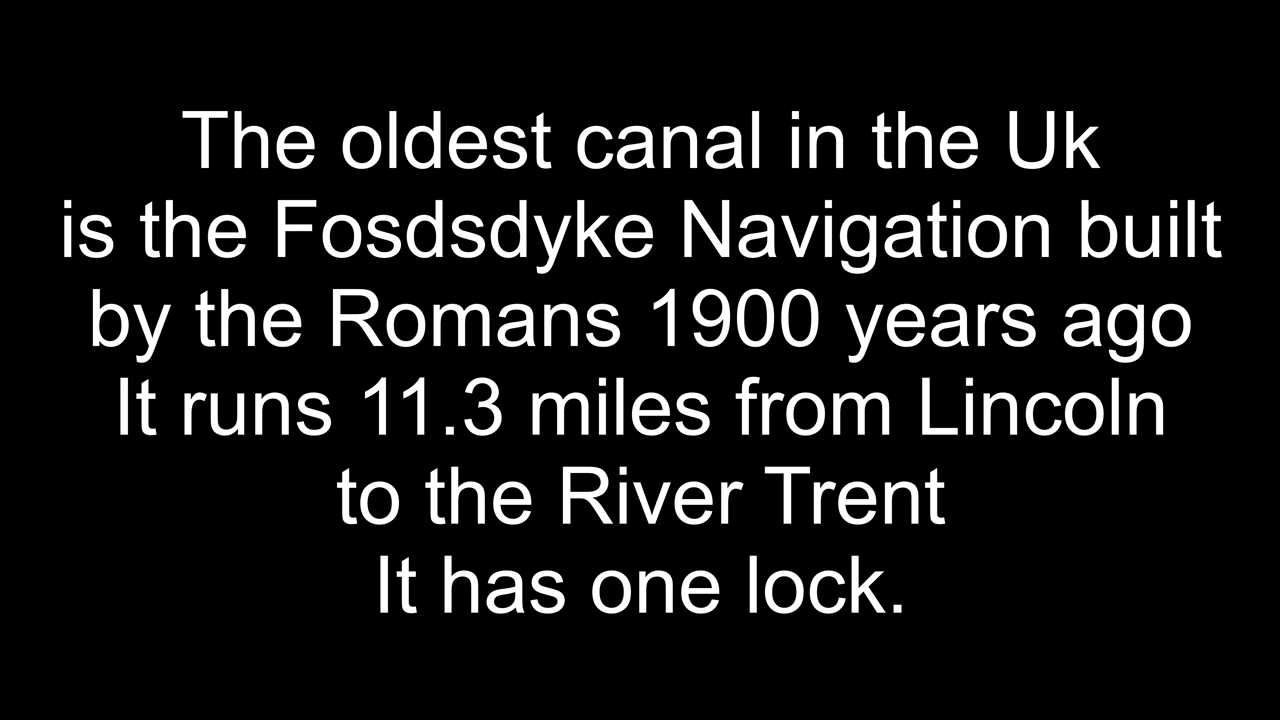 The oldest canal in the Uk
is the Fosdsdyke Navigation built
by the Romans 1900 years ago
It runs 11.3 miles from Lincoln
to the River Trent
It has one lock.